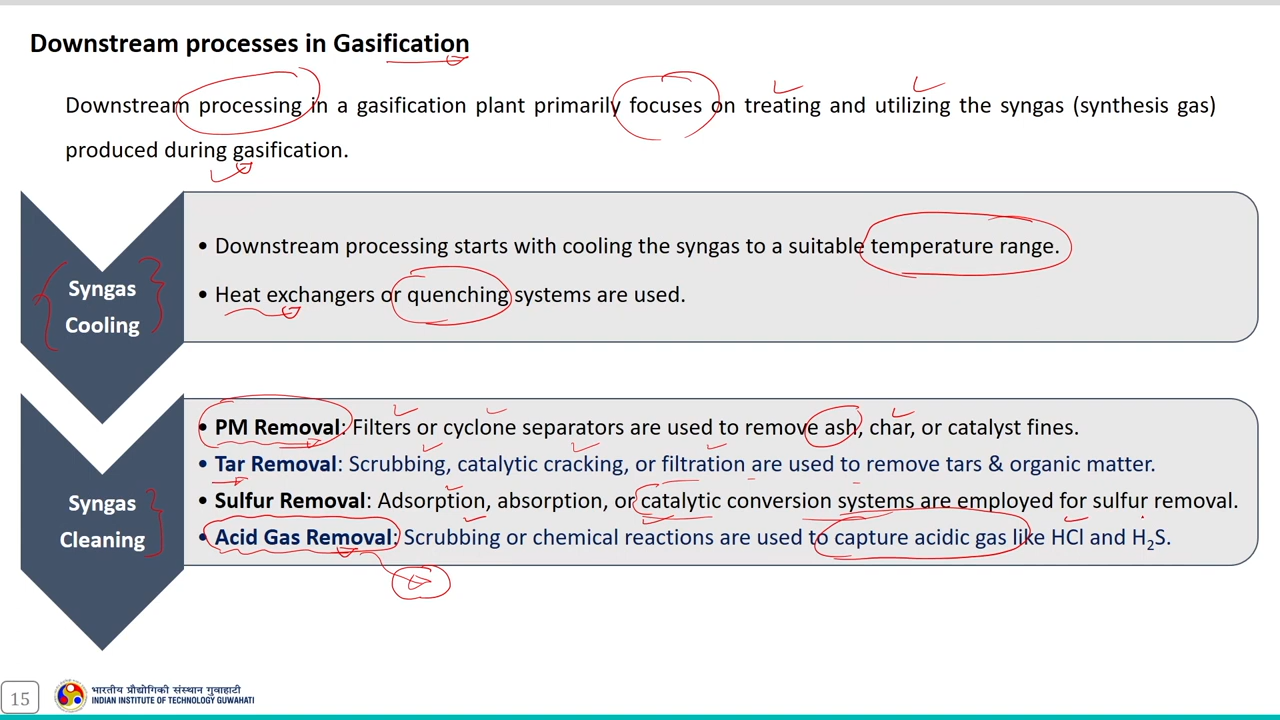 Downstream processes in Gasification
Downstream processing in a gasification plant primarily focuses on treating and utilizing the syngas (synthesis gas)
produced during gasification.
Syngas
Cooling
• Downstream processing starts with cooling the syngas to a suitable temperature range.
• Heat exchangers or quenching systems are used.
Syngas
Cleaning
• PM Removal: Filters or cyclone separators are used to remove ash, char, or catalyst fines.
• Tar Removal: Scrubbing, catalytic cracking, or filtration are used to remove tars & organic matter.
• Sulfur Removal: Adsorption, absorption, or catalytic conversion systems are employed for sulfur removal.
• Acid Gas Removal: Scrubbing or chemical reactions are used to capture acidic gas like HCl and H₂S.
15
भारतीय प्रौद्योगिकी संस्थान गुवाहाटी
INDIAN INSTITUTE OF TECHNOLOGY GUWAHATI